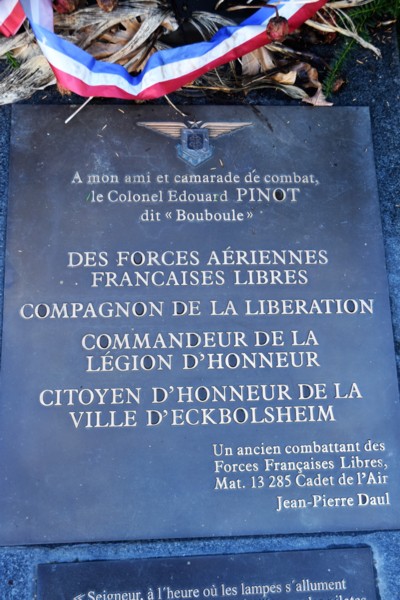 A mon ami et camarade de combat,
le Colonel Edouard PINOT
dit « Bouboule »
DES FORCES AÉRIENNES
FRANCAISES LIBRES
COMPAGNON DE LA LIBERATION
COMMANDEUR DE LA
LÉGION D'HONNEUR
CITOYEN D'HONNEUR DE LA
VILLE D'ECKBOLSHEIM
Un ancien combattant des
Forces Françaises Libres,
Mat. 13 285 Cadet de l'Air
Jean-Pierre Daul
«Seigneur, à l'heure où les lampes s'allument